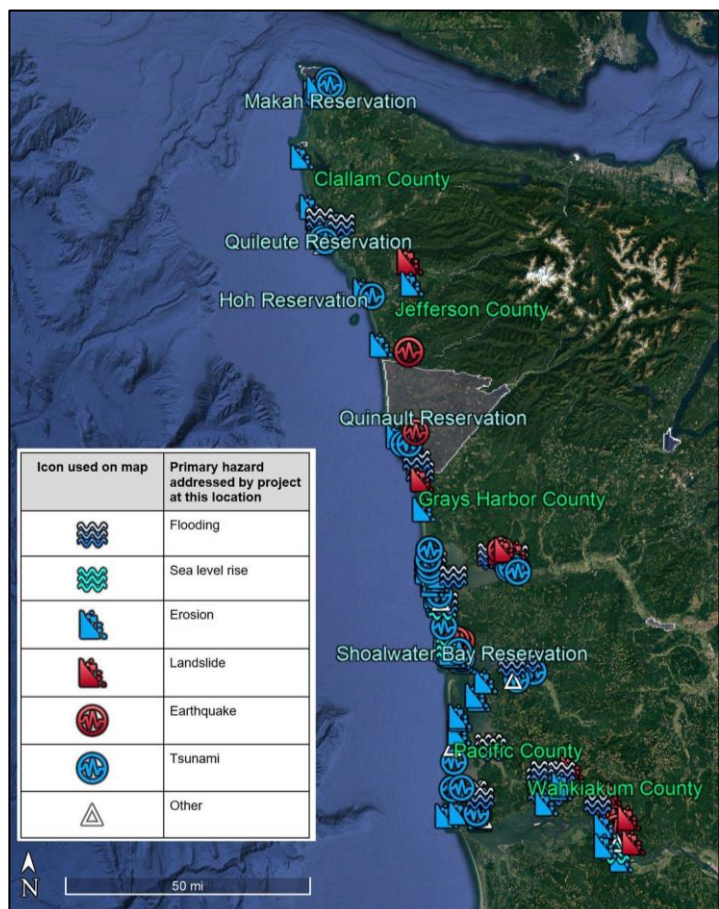 Makah Reservation
Clallam County
Quileute Reservation
Hoh Reservation
Jefferson County
Quinault Reservation
Grays Harbor County
Shoalwater Bay Reservation
Pacific County
Wahkiakum County
Icon used on map
Primary hazard
addressed by project
at this location
Flooding
Sea level rise
Erosion
Landslide
Earthquake
Tsunami
Other
N
50 mi